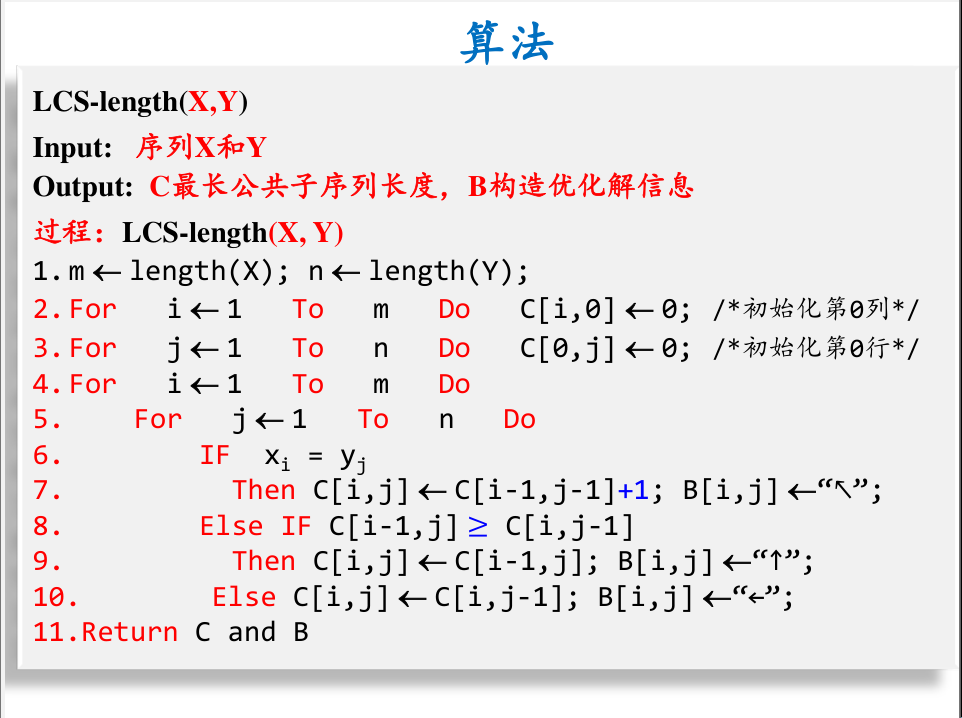 算法
LCS-length(X,Y)
Input: 序列X和Y
Output: C最长公共子序列长度，B构造优化解信息
过程：LCS-length(X, Y)
1.m←length(X); n←length(Y);
2.For i←1 To m Do C[i,0]←0; /*初始化第0列*/
3.For j←1 To n Do C[0,j]←0; /*初始化第0行*/
4.For i←1 To m Do
5. For j←1 To n Do
6. IF xi = yj
7. Then C[i,j]←C[i-1,j-1]+1; B[i,j]←“↖”;
8. Else IF C[i-1,j]≥ C[i,j-1]
9. Then C[i,j]←C[i-1,j]; B[i,j]←“↑”;
10. Else C[i,j]←C[i,j-1]; B[i,j]←“←”;
11.Return C and B